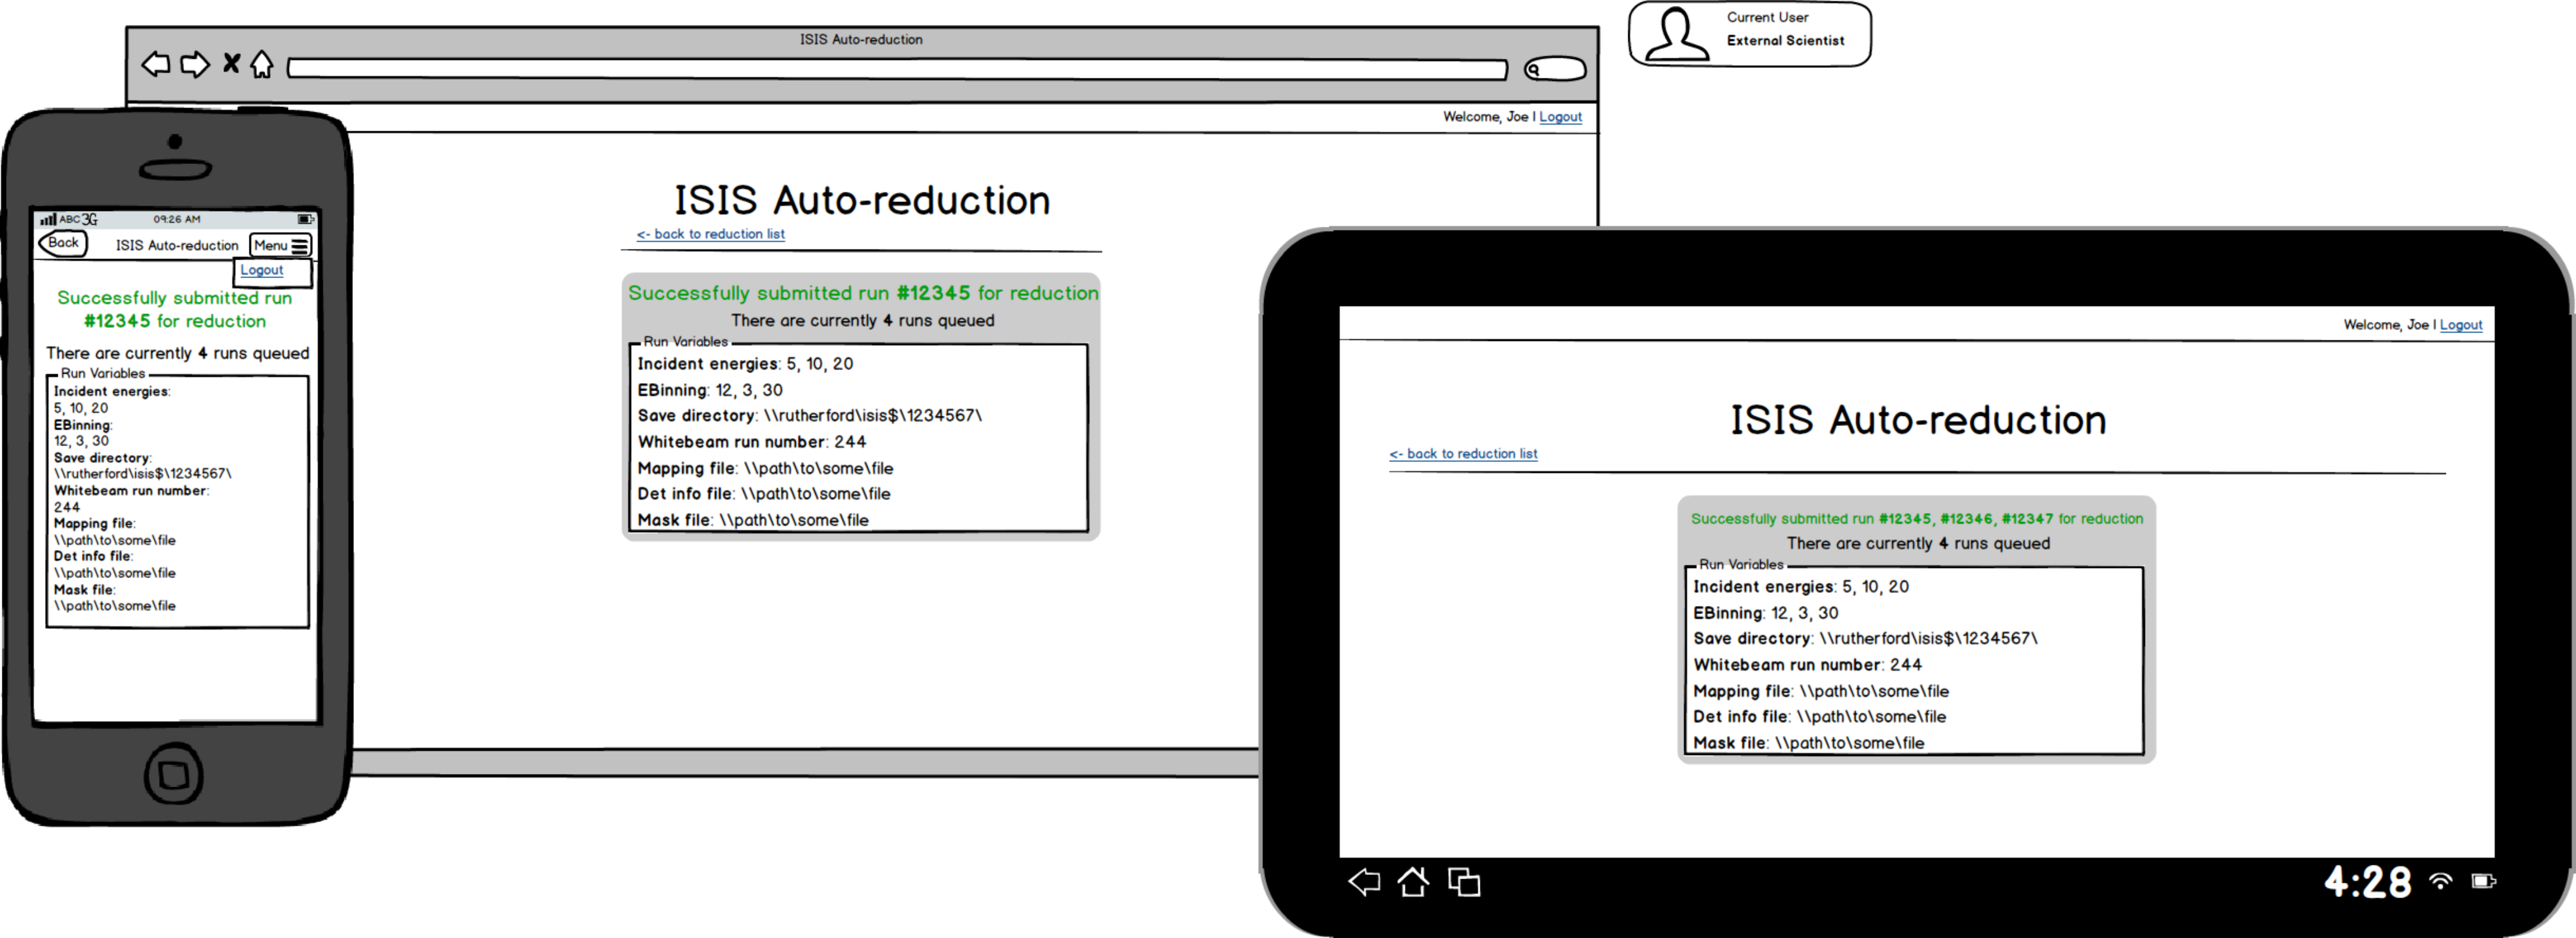 ISIS Auto-reduction
Current User
External Scientist
Welcome, Joe | Logout
ISIS Auto-reduction
<- back to reduction list
Successfully submitted run #12345 for reduction
There are currently 4 runs queued
Run Variables
Incident energies: 5, 10, 20
EBinning: 12, 3, 30
Save directory: \\rutherford\isis$\1234567\
Whitebeam run number: 244
Mapping file: \\path\to\some\file
Det info file: \\path\to\some\file
Mask file: \\path\to\some\file
ABC 3G 09:26 AM
Back ISIS Auto-reduction Menu
Logout
Successfully submitted run
#12345 for reduction
There are currently 4 runs queued
Run Variables
Incident energies:
5, 10, 20
EBinning:
12, 3, 30
Save directory:
\\rutherford\isis$\1234567\
Whitebeam run number:
244
Mapping file:
\\path\to\some\file
Det info file:
\\path\to\some\file
Mask file:
\\path\to\some\file
Welcome, Joe | Logout
ISIS Auto-reduction
<- back to reduction list
Successfully submitted run #12345, #12346, #12347 for reduction
There are currently 4 runs queued
Run Variables
Incident energies: 5, 10, 20
EBinning: 12, 3, 30
Save directory: \\rutherford\isis$\1234567\
Whitebeam run number: 244
Mapping file: \\path\to\some\file
Det info file: \\path\to\some\file
Mask file: \\path\to\some\file
4:28